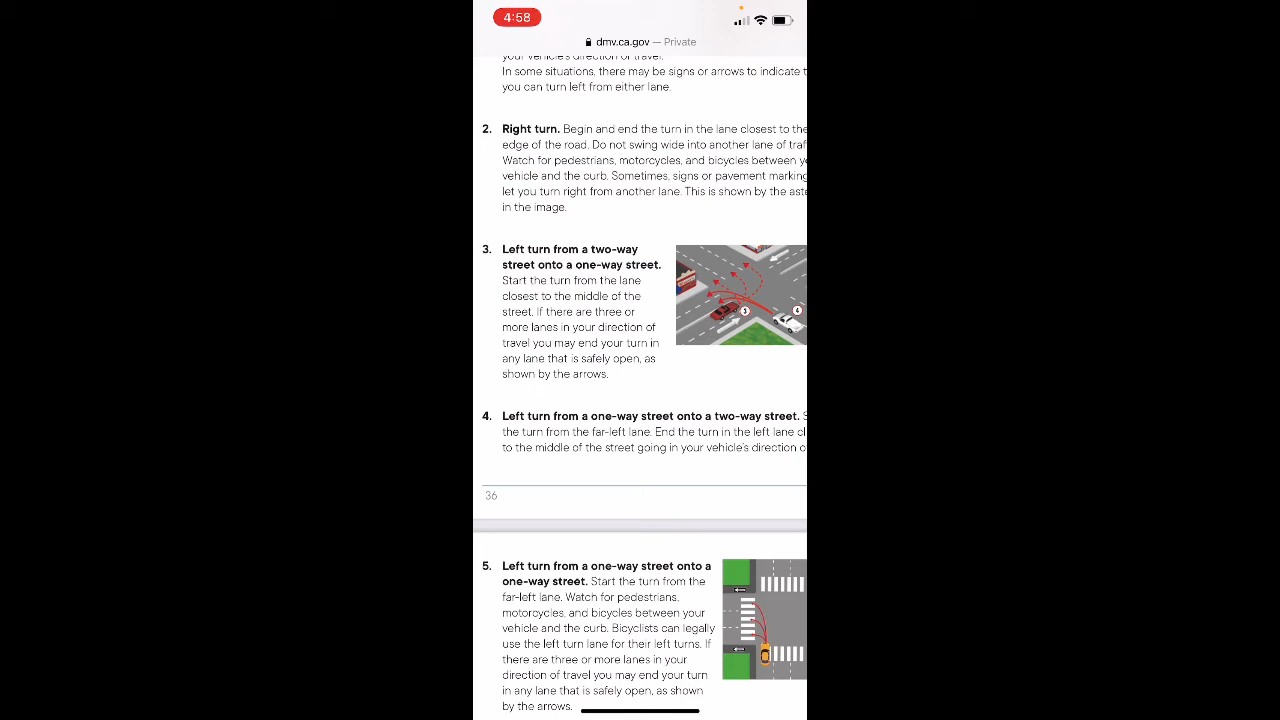 4:58
dmv.ca.gov — Private
your vehicle's direction of travel.
In some situations, there may be signs or arrows to indicate t
you can turn left from either lane.
2. Right turn. Begin and end the turn in the lane closest to the
edge of the road. Do not swing wide into another lane of traf
Watch for pedestrians, motorcycles, and bicycles between y
vehicle and the curb. Sometimes, signs or pavement marking
let you turn right from another lane. This is shown by the aste
in the image.
3. Left turn from a two-way
street onto a one-way street.
Start the turn from the lane
closest to the middle of the
street. If there are three or
more lanes in your direction of
travel you may end your turn in
any lane that is safely open, as
shown by the arrows.
3
4
4. Left turn from a one-way street onto a two-way street. S
the turn from the far-left lane. End the turn in the left lane cl
to the middle of the street going in your vehicle's direction o
36
5. Left turn from a one-way street onto a
one-way street. Start the turn from the
far-left lane. Watch for pedestrians,
motorcycles, and bicycles between your
vehicle and the curb. Bicyclists can legally
use the left turn lane for their left turns. If
there are three or more lanes in your
direction of travel you may end your turn
in any lane that is safely open, as shown
by the arrows.